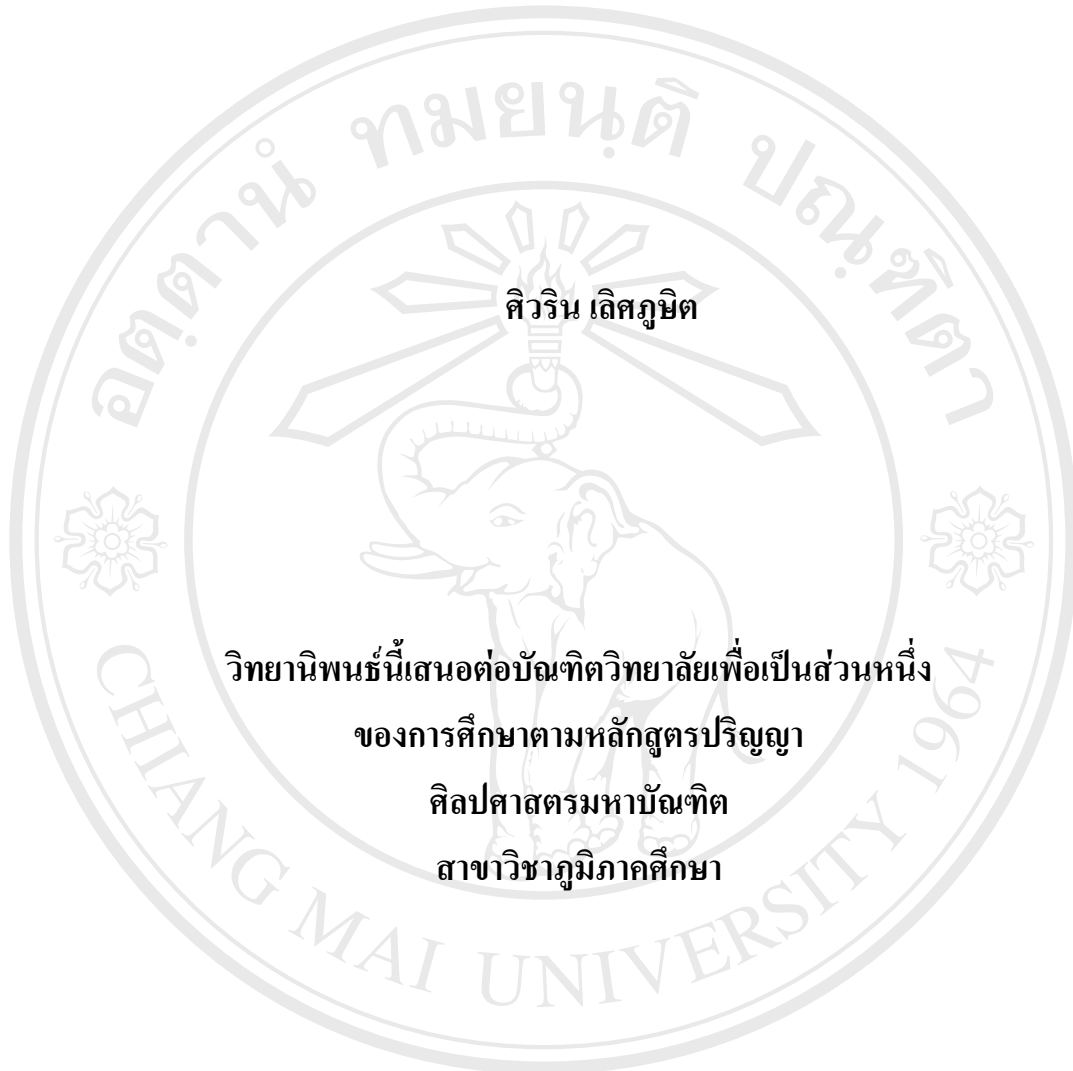 อตฺตานํ ทมยนฺติ ปณฺฑิตา
ศิวริน เลิศภูษิต
วิทยานิพนธ์นี้เสนอต่อบัณฑิตวิทยาลัยเพื่อเป็นส่วนหนึ่ง
ของการศึกษาตามหลักสูตรปริญญา
ศิลปศาสตรมหาบัณฑิต
สาขาวิชาภูมิภาคศึกษา
CHIANG MAI UNIVERSITY 1964